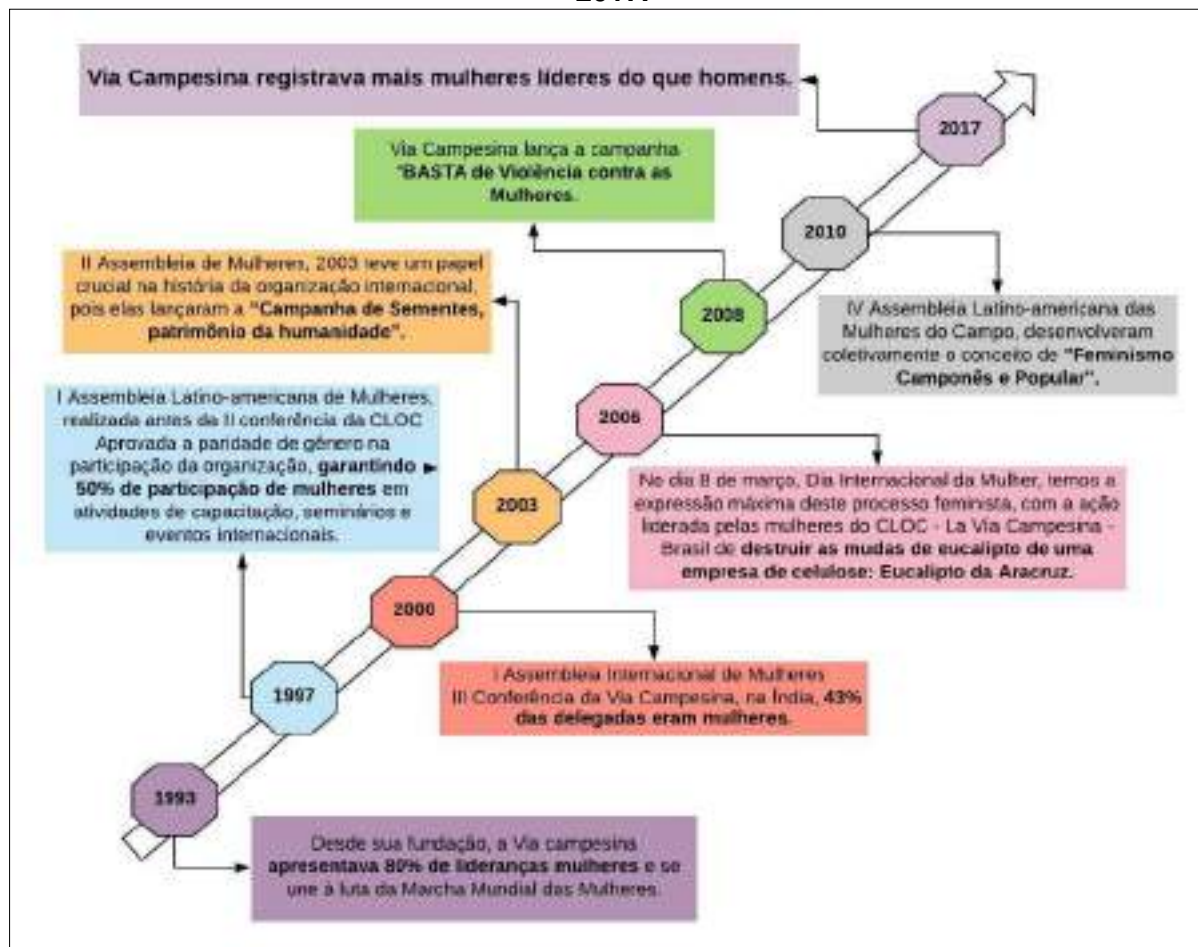 Via Campesina registrava mais mulheres líderes do que homens.
2017
Via Campesina lança a campanha
"BASTA de Violência contra as
Mulheres.
2010
II Assembleia de Mulheres, 2003 teve um papel
crucial na história da organização internacional,
pois elas lançaram a "Campanha de Sementes,
patrimônio da humanidade".
2008
IV Assembleia Latino-americana das
Mulheres do Campo, desenvolveram
coletivamente o conceito de "Feminismo
Camponês e Popular".
I Assembleia Latino-americana de Mulheres,
realizada antes da II conferência da CLOC
Aprovada a paridade de gênero na
participação da organização, garantindo
50% de participação de mulheres em
atividades de capacitação, seminários e
eventos internacionais.
2006
No dia 8 de março, Dia Internacional da Mulher, temos a
expressão máxima deste processo feminista, com a ação
liderada pelas mulheres do CLOC - La Via Campesina -
Brasil de destruir as mudas de eucalipto de uma
empresa de celulose: Eucalipto da Aracruz.
2003
2000
I Assembleia Internacional de Mulheres
III Conferência da Via Campesina, na Índia, 43%
das delegadas eram mulheres.
1997
1993
Desde sua fundação, a Via campesina
apresentava 80% de lideranças mulheres e se
une à luta da Marcha Mundial das Mulheres.